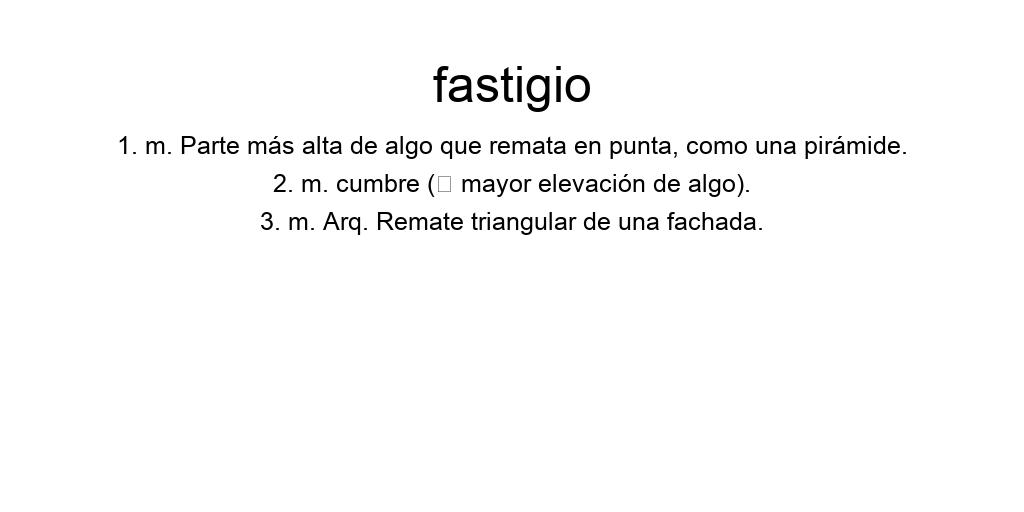 fastigio
1. m. Parte más alta de algo que remata en punta, como una pirámide.
2. m. cumbre (□ mayor elevación de algo).
3. m. Arq. Remate triangular de una fachada.